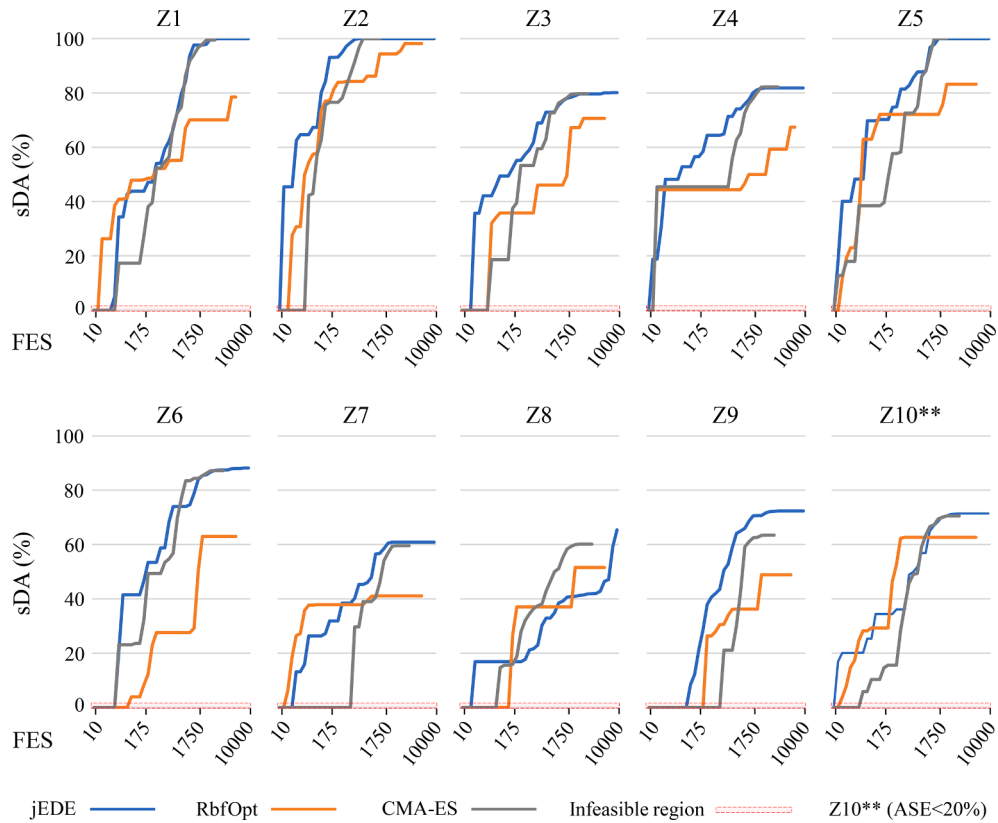 Z1 Z2 Z3 Z4 Z5
100
80
60
40
20
0
sDA (%)
FES
10 175 1750 10000 10 175 1750 10000 10 175 1750 10000 10 175 1750 10000 10 175 1750 10000
Z6 Z7 Z8 Z9 Z10**
100
80
60
40
20
0
sDA (%)
FES
10 175 1750 10000 10 175 1750 10000 10 175 1750 10000 10 175 1750 10000 10 175 1750 10000
jEDE RbfOpt CMA-ES Infeasible region Z10** (ASE<20%)